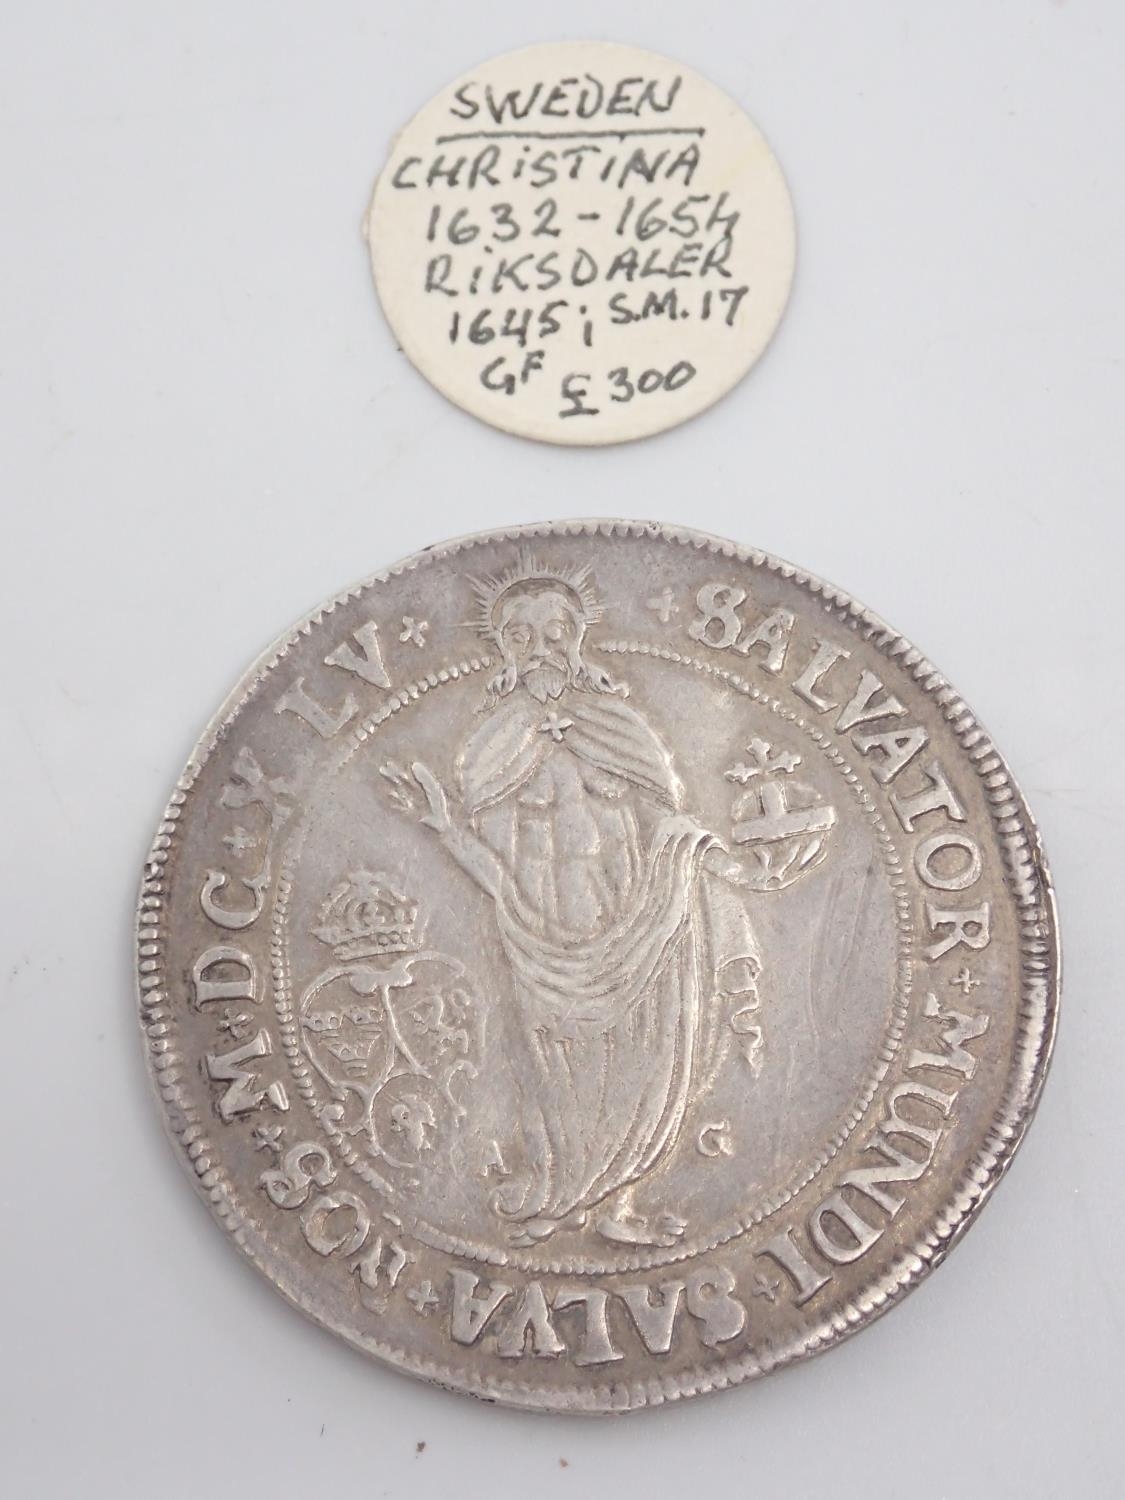 SWEDEN
CHRISTINA
1632-1654
RIKSDALER
1645; S.M.17
GF £300
+ SALVATOR + MUNDI + SALVA + NOS + M + DC + X LV +
A G